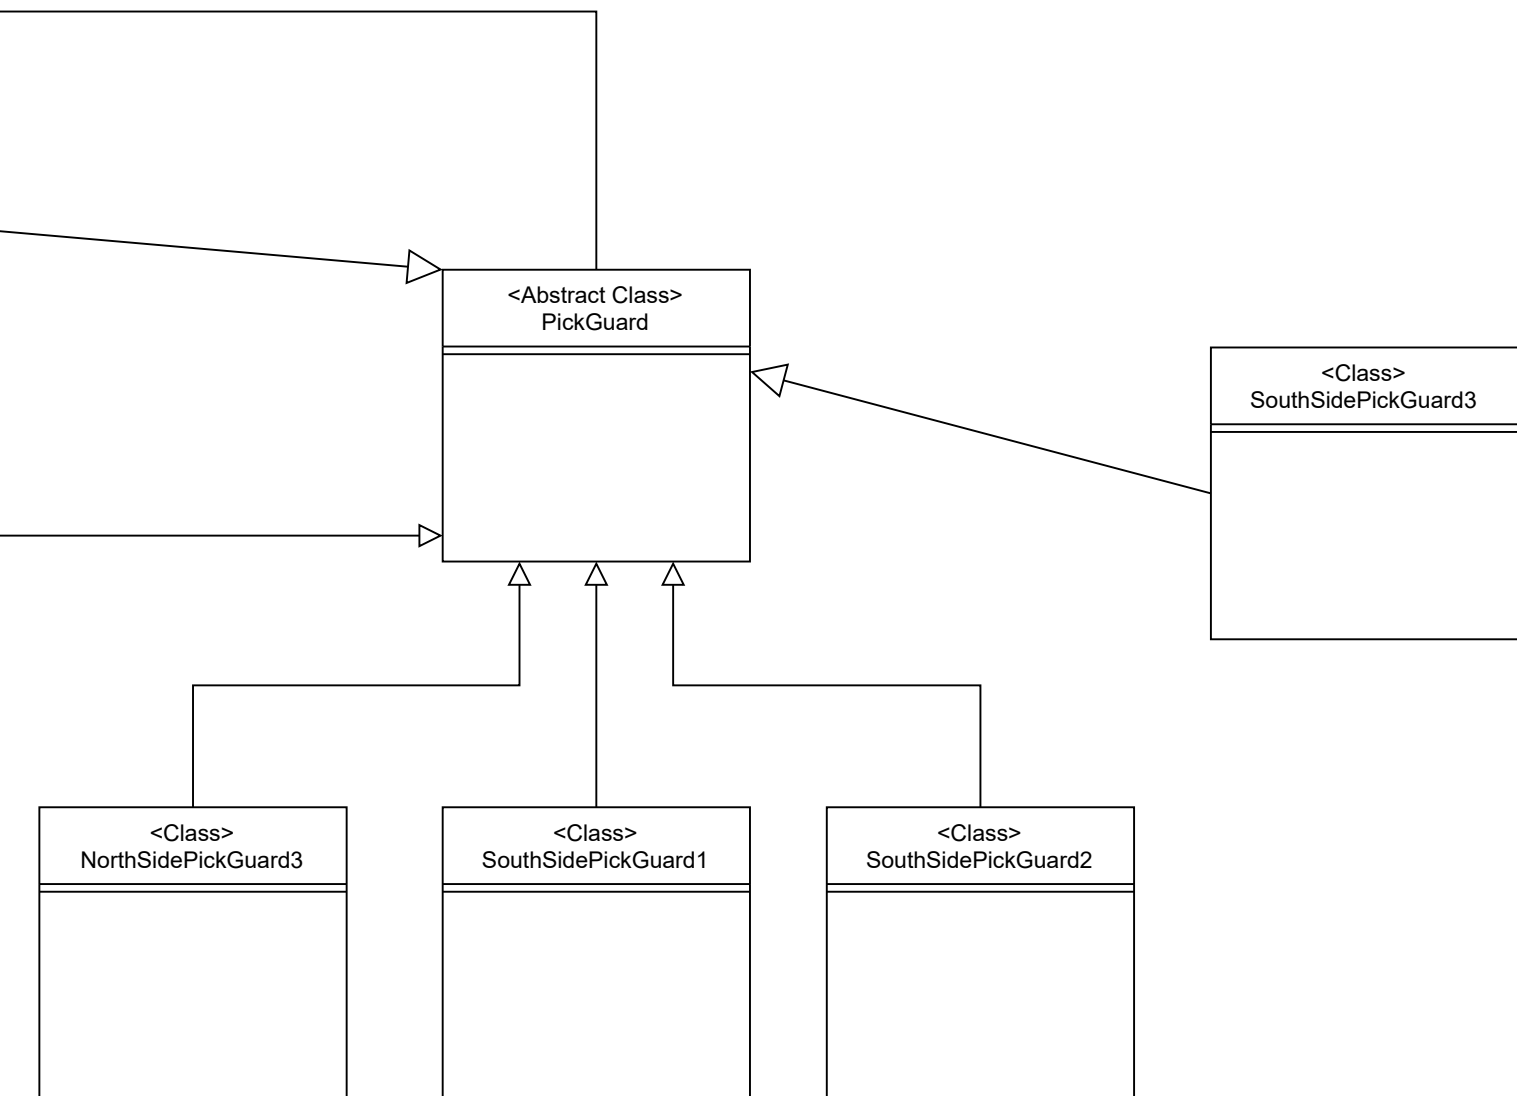 <Abstract Class>
PickGuard
<Class>
SouthSidePickGuard3
<Class>
NorthSidePickGuard3
<Class>
SouthSidePickGuard1
<Class>
SouthSidePickGuard2